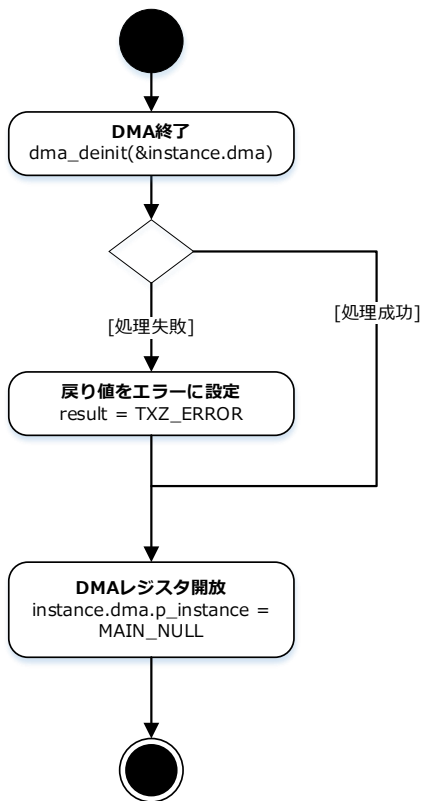 DMA終了
dma_deinit(&instance.dma)
[処理失敗]
[処理成功]
戻り値をエラーに設定
result = TXZ_ERROR
DMAレジスタ開放
instance.dma.p_instance =
MAIN_NULL